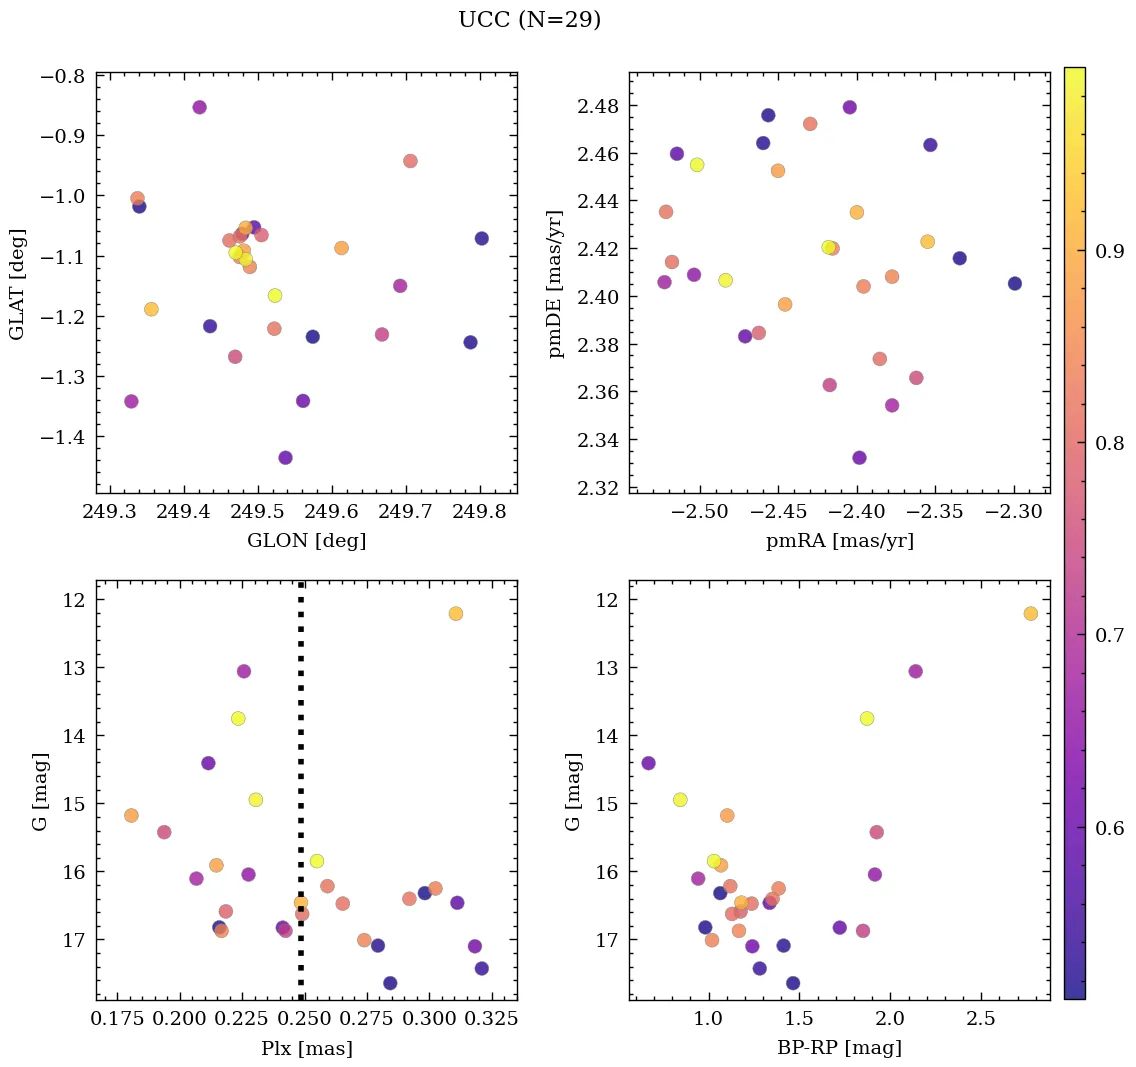 UCC (N=29)
−0.8
−0.9
−1.0
−1.1
−1.2
−1.3
−1.4
GLAT [deg]
249.3 249.4 249.5 249.6 249.7 249.8
GLON [deg]
2.48
2.46
2.44
2.42
2.40
2.38
2.36
2.34
2.32
pmDE [mas/yr]
−2.50 −2.45 −2.40 −2.35 −2.30
pmRA [mas/yr]
12
13
14
15
16
17
G [mag]
0.175 0.200 0.225 0.250 0.275 0.300 0.325
Plx [mas]
12
13
14
15
16
17
G [mag]
1.0 1.5 2.0 2.5
BP-RP [mag]
0.9
0.8
0.7
0.6